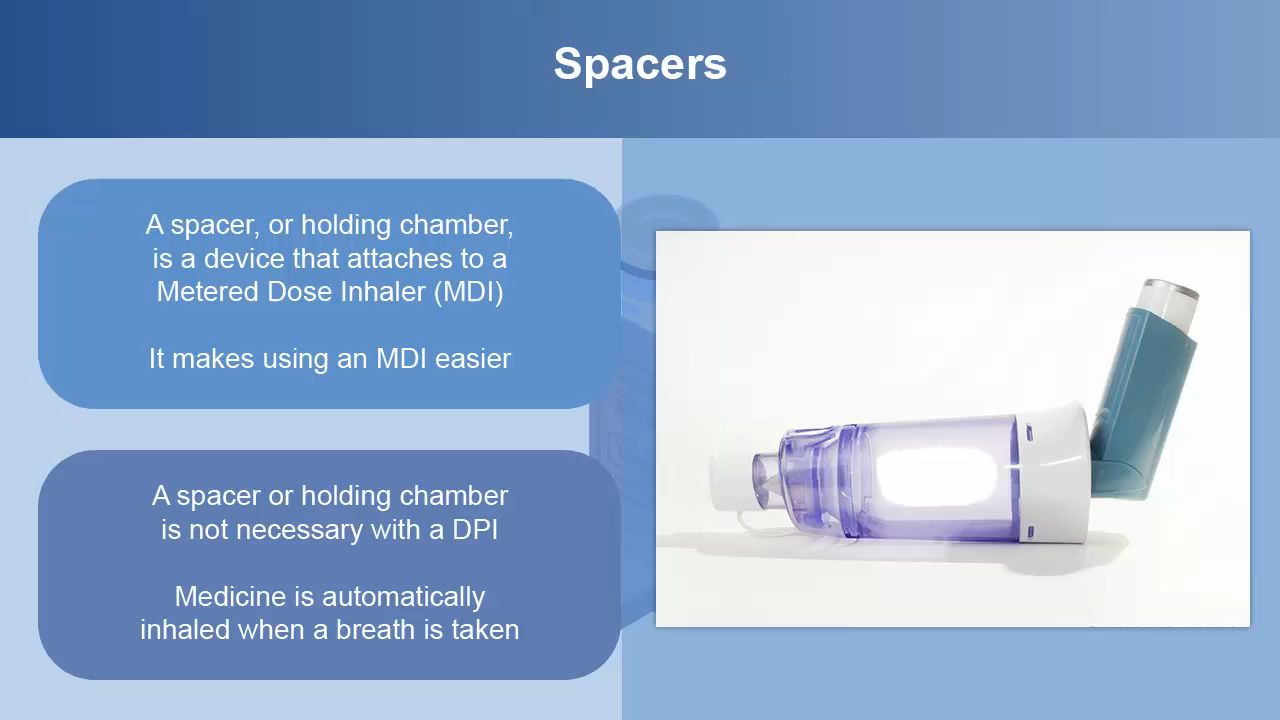 Spacers
A spacer, or holding chamber,
is a device that attaches to a
Metered Dose Inhaler (MDI)
It makes using an MDI easier
A spacer or holding chamber
is not necessary with a DPI
Medicine is automatically
inhaled when a breath is taken